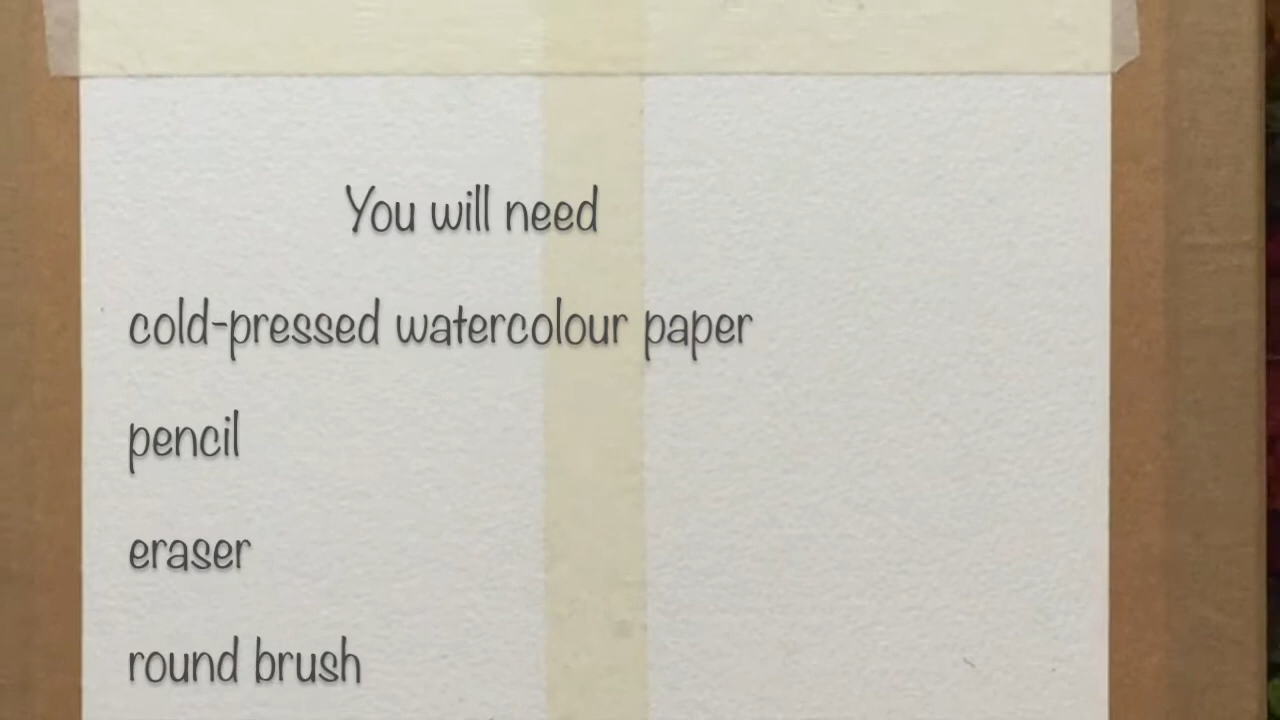 You will need
cold-pressed watercolour paper
pencil
eraser
round brush